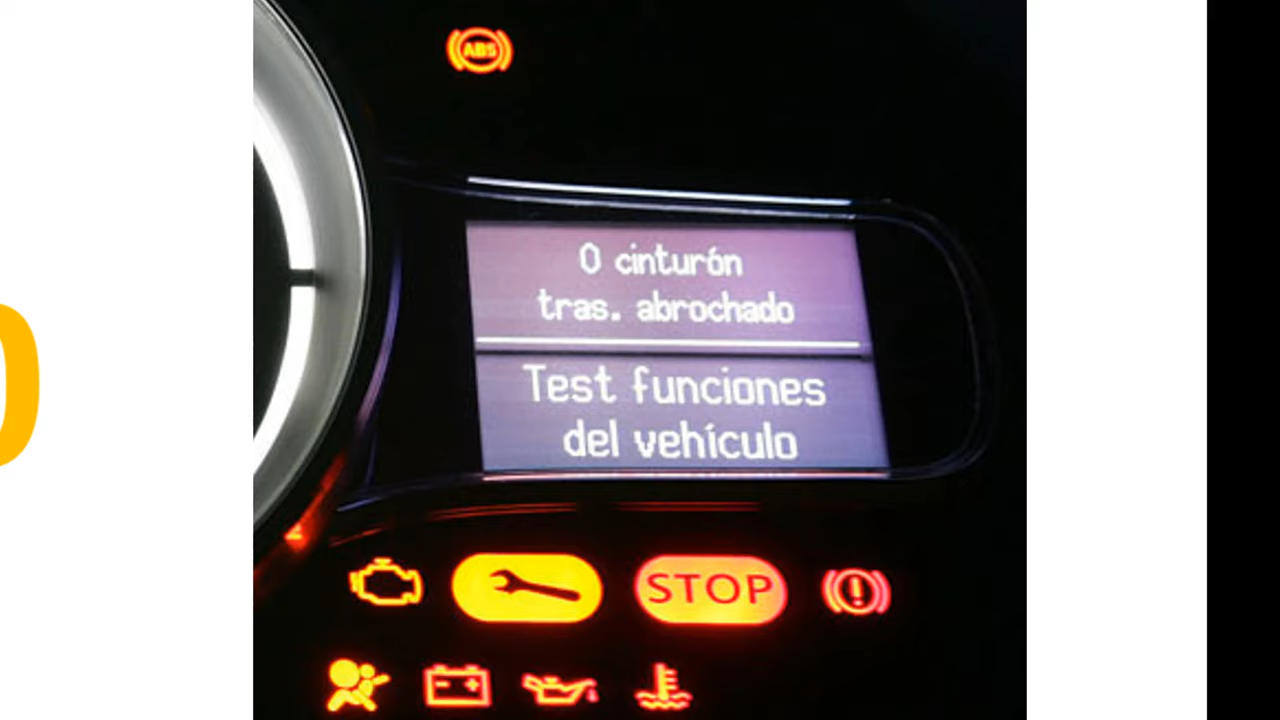 ABS
0 cinturón
tras. abrochado
Test funciones
del vehículo
STOP